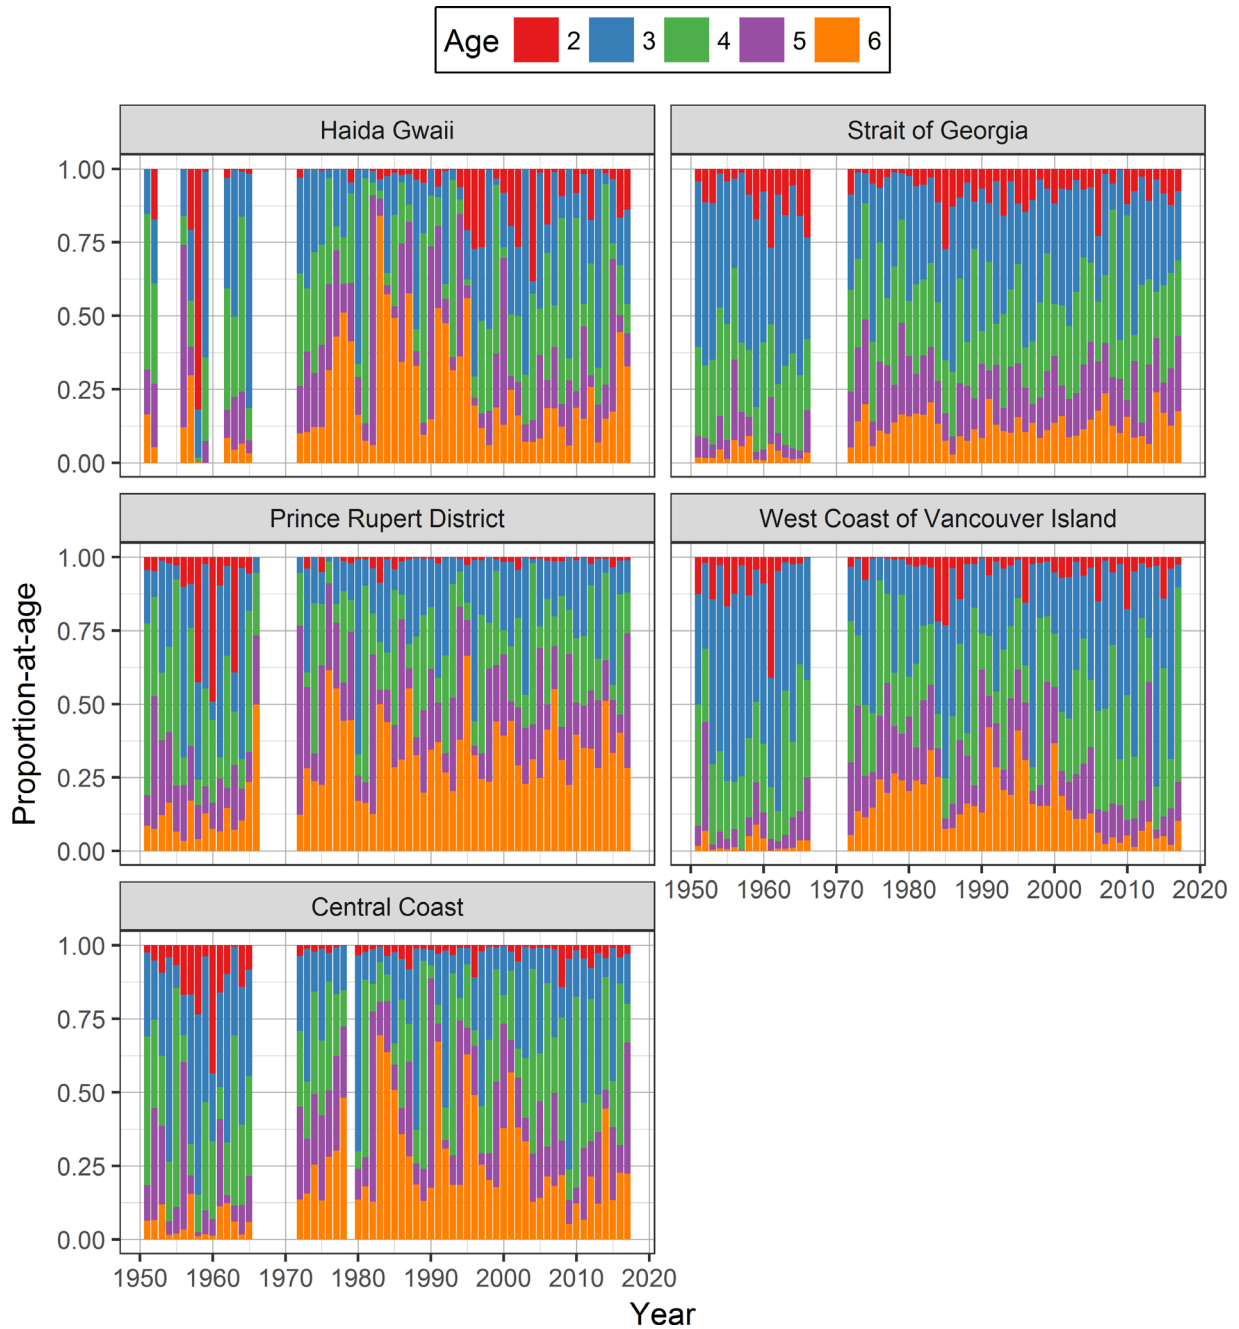 Age 2 3 4 5 6
Haida Gwaii
Strait of Georgia
1.00
0.75
0.50
0.25
0.00
Prince Rupert District
West Coast of Vancouver Island
1.00
0.75
0.50
0.25
0.00
1950 1960 1970 1980 1990 2000 2010 2020
Central Coast
1.00
0.75
0.50
0.25
0.00
1950 1960 1970 1980 1990 2000 2010 2020
Proportion-at-age
Year